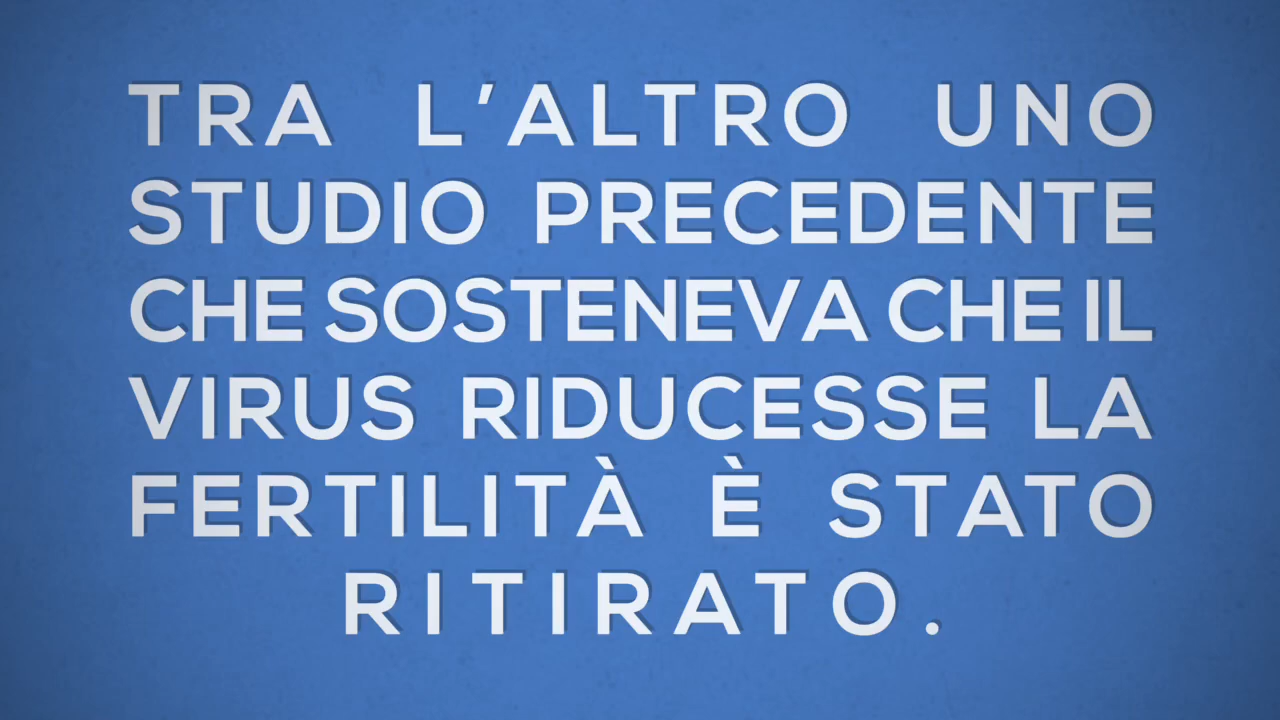 TRA L'ALTRO UNO
STUDIO PRECEDENTE
CHE SOSTENEVA CHE IL
VIRUS RIDUCESSE LA
FERTILITÀ È STATO
RITIRATO.